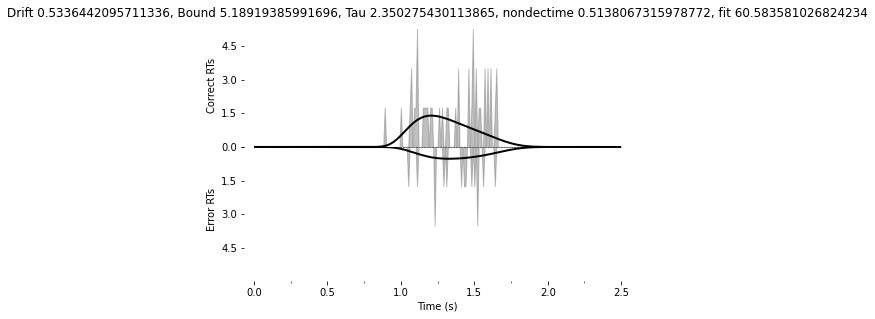 Drift 0.5336442095711336, Bound 5.18919385991696, Tau 2.350275430113865, nondectime 0.5138067315978772, fit 60.583581026824234
4.5
3.0
1.5
0.0
1.5
3.0
4.5
Correct RTs
Error RTs
0.0 0.5 1.0 1.5 2.0 2.5
Time (s)